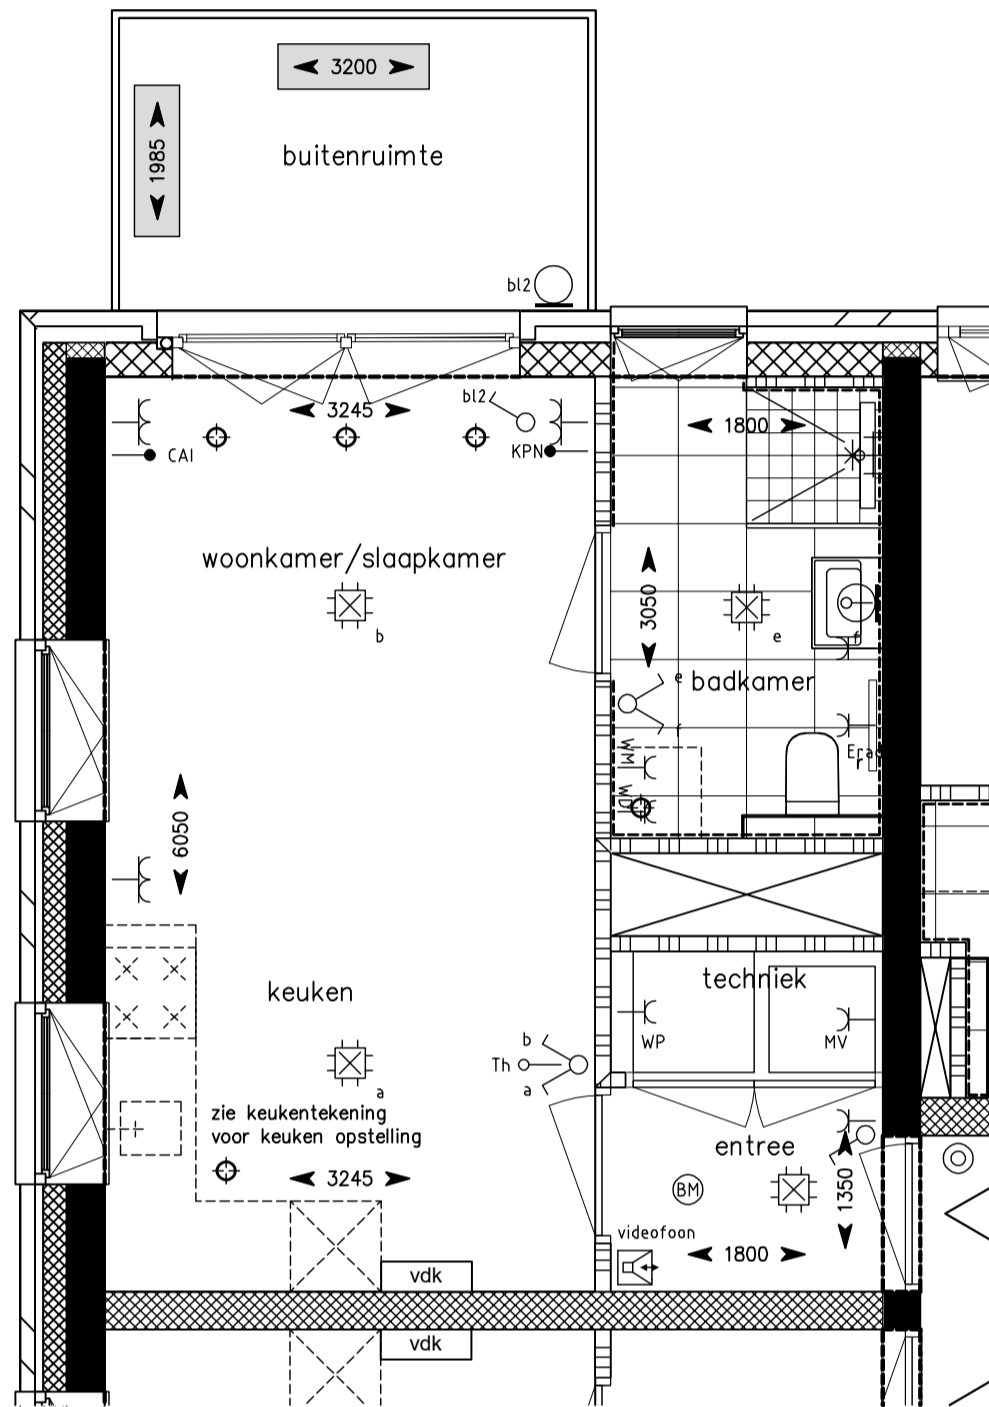 3200
1985
buitenruimte
bl2
3245
bl2
1800
CAI
KPN
woonkamer/slaapkamer
b
3050
e
f
e
badkamer
f
WM
Erad
r
WD
6050
keuken
techniek
WP
MV
b
Th
a
a
zie keukentekening
voor keuken opstelling
entree
3245
BM
1350
videofoon
1800
vdk
vdk